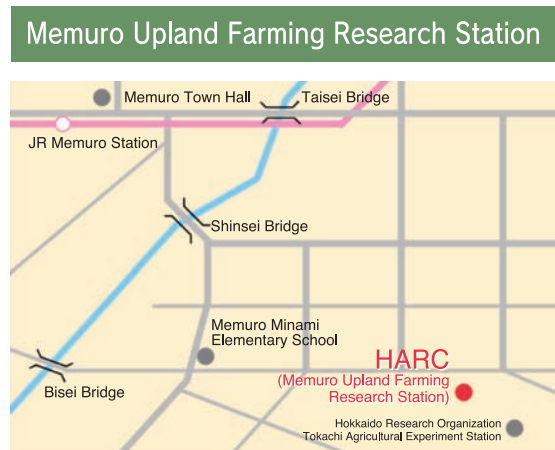 Memuro Upland Farming Research Station
Memuro Town Hall
Taisei Bridge
JR Memuro Station
Shinsei Bridge
Memuro Minami
Elementary School
HARC
(Memuro Upland Farming
Research Station)
Bisei Bridge
Hokkaido Research Organization
Tokachi Agricultural Experiment Station